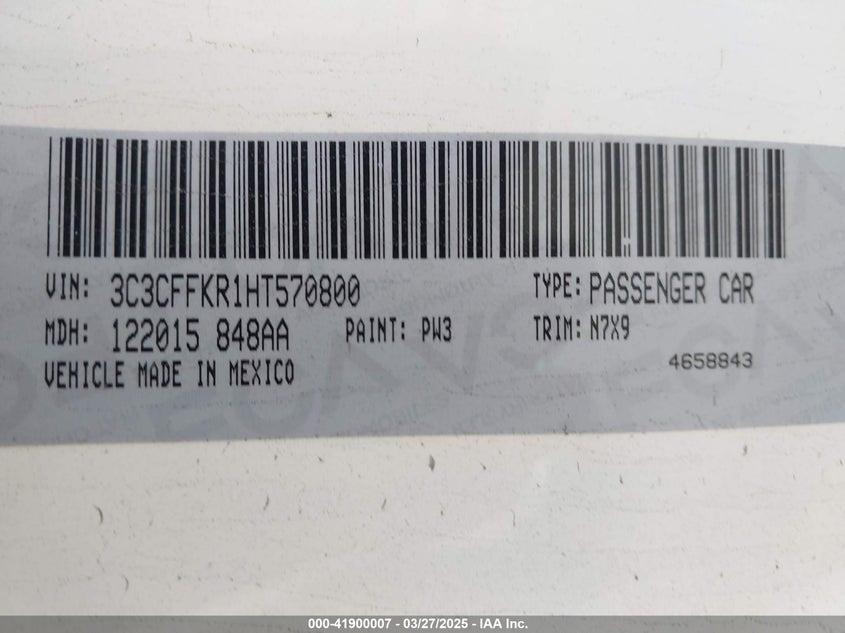 VIN: 3C3CFFKR1HT570800 TYPE: PASSENGER CAR
MDH: 122015 848AA PAINT: PW3 TRIM: N7X9
4658843
VEHICLE MADE IN MEXICO
000-41900007 - 03/27/2025 - IAA Inc.